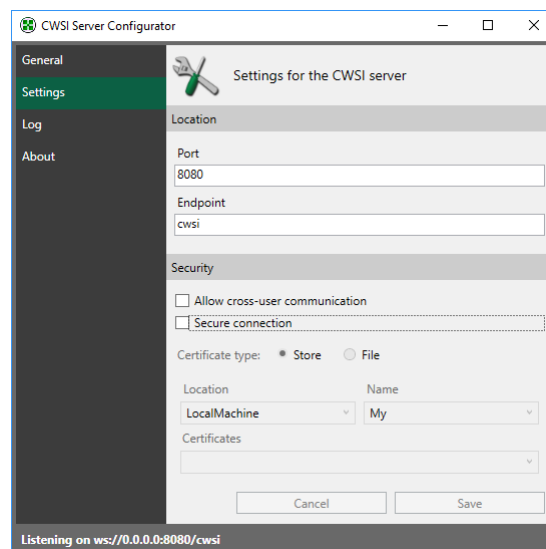 CWSI Server Configurator
General
Settings
Log
About
Settings for the CWSI server
Location
Port
8080
Endpoint
cwsi
Security
Allow cross-user communication
Secure connection
Certificate type: Store File
Location Name
LocalMachine My
Certificates
Cancel Save
Listening on ws://0.0.0.0:8080/cwsi